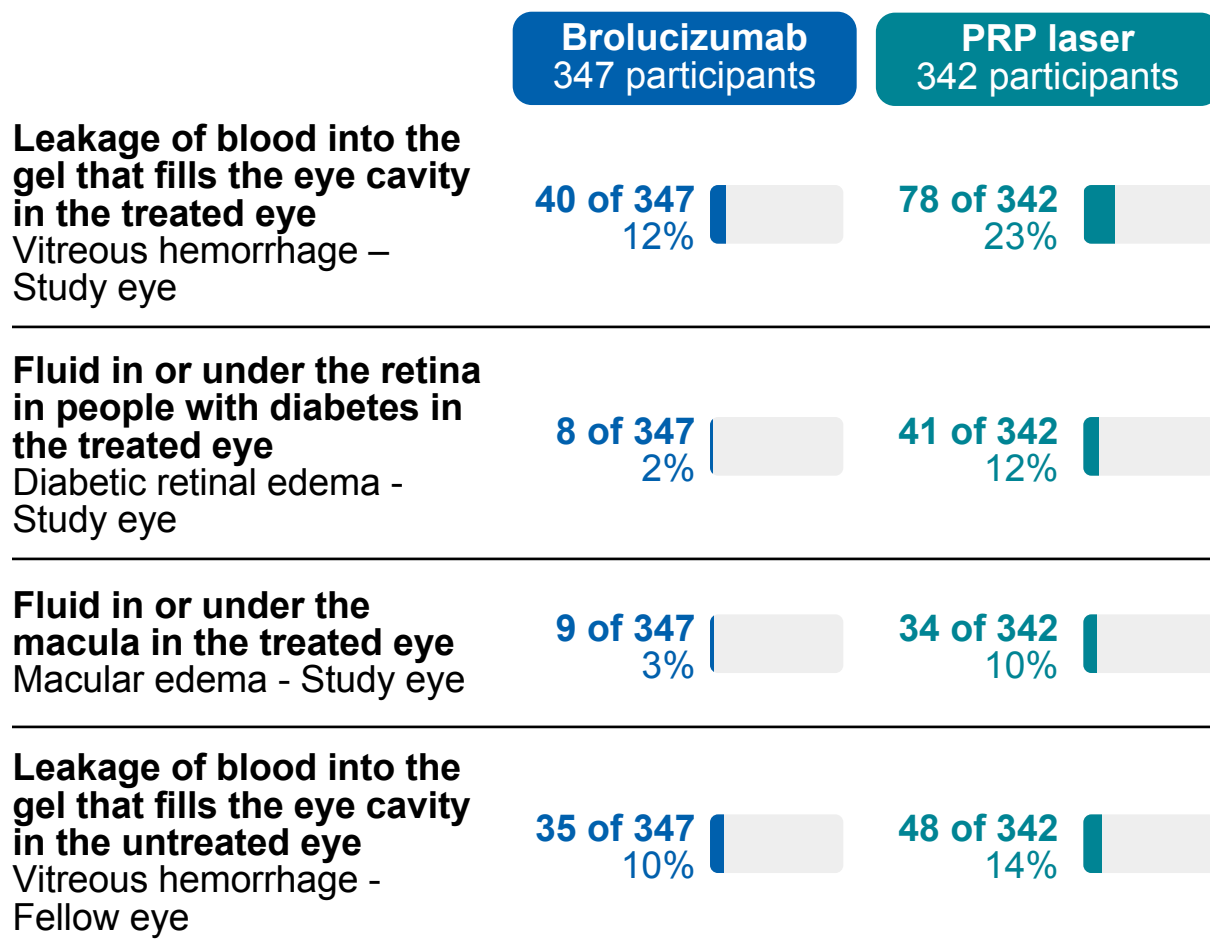 Brolucizumab
347 participants
PRP laser
342 participants
Leakage of blood into the
gel that fills the eye cavity
in the treated eye
Vitreous hemorrhage –
Study eye
40 of 347
12%
78 of 342
23%
Fluid in or under the retina
in people with diabetes in
the treated eye
Diabetic retinal edema -
Study eye
8 of 347
2%
41 of 342
12%
Fluid in or under the
macula in the treated eye
Macular edema - Study eye
9 of 347
3%
34 of 342
10%
Leakage of blood into the
gel that fills the eye cavity
in the untreated eye
Vitreous hemorrhage -
Fellow eye
35 of 347
10%
48 of 342
14%